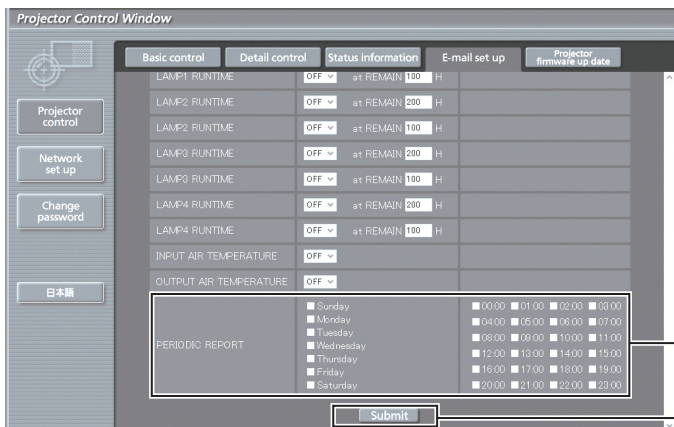 Projector Control Window
Basic control
Detail control
Status information
E-mail set up
Projector
firmware up date
Projector
control
Network
set up
Change
password
日本語
LAMP1 RUNTIME OFF at REMAIN 100 H
LAMP2 RUNTIME OFF at REMAIN 200 H
LAMP2 RUNTIME OFF at REMAIN 100 H
LAMP3 RUNTIME OFF at REMAIN 200 H
LAMP3 RUNTIME OFF at REMAIN 100 H
LAMP4 RUNTIME OFF at REMAIN 200 H
LAMP4 RUNTIME OFF at REMAIN 100 H
INPUT AIR TEMPERATURE OFF
OUTPUT AIR TEMPERATURE OFF
PERIODIC REPORT
Sunday
Monday
Tuesday
Wednesday
Thursday
Friday
Saturday
00:00 01:00 02:00 03:00
04:00 05:00 06:00 07:00
08:00 09:00 10:00 11:00
12:00 13:00 14:00 15:00
16:00 17:00 18:00 19:00
20:00 21:00 22:00 23:00
Submit